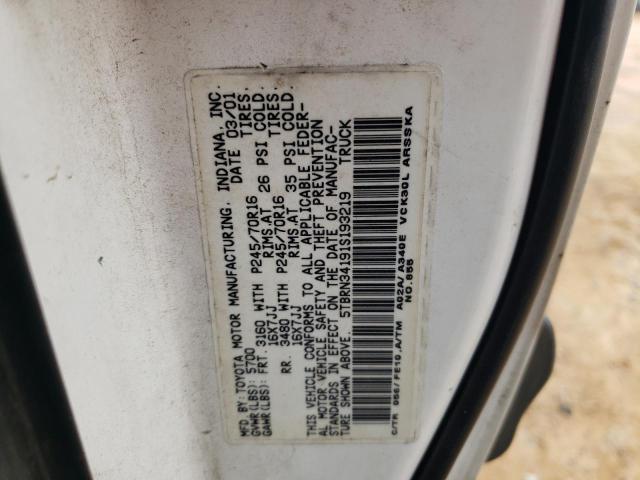 MFD.BY: TOYOTA MOTOR MANUFACTURING, INDIANA, INC.
GVWR(LBS): 5700 DATE 03/01
GAWR(LBS): FRT. 3160 WITH P245/70R16 TIRES,
16X7JJ RIMS,AT 26 PSI COLD.
RR. 3480 WITH P245/70R16 TIRES,
16X7JJ RIMS,AT 35 PSI COLD.
THIS VEHICLE CONFORMS TO ALL APPLICABLE FEDER-
AL MOTOR VEHICLE SAFETY AND THEFT PREVENTION
STANDARDS IN EFFECT ON THE DATE OF MANUFAC-
TURE SHOWN ABOVE. 5TBRN34191S193219 TRUCK
C/TR 056/ FE10 .A/TM A02A/ A340E VCK30L ARSSKA
NO.855